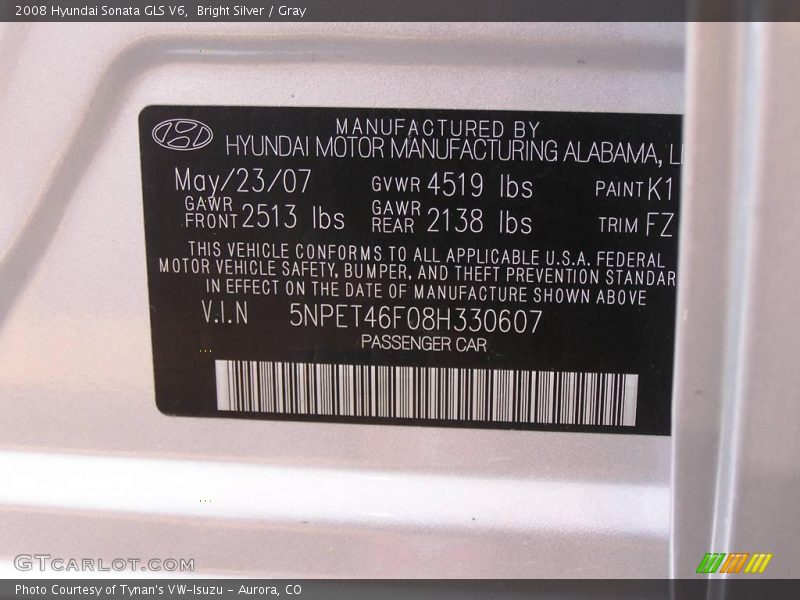 2008 Hyundai Sonata GLS V6, Bright Silver / Gray
MANUFACTURED BY
HYUNDAI MOTOR MANUFACTURING ALABAMA, L
May/23/07 GVWR 4519 lbs PAINT K1
GAWR FRONT 2513 lbs GAWR REAR 2138 lbs TRIM FZ
THIS VEHICLE CONFORMS TO ALL APPLICABLE U.S.A. FEDERAL
MOTOR VEHICLE SAFETY, BUMPER, AND THEFT PREVENTION STANDAR
IN EFFECT ON THE DATE OF MANUFACTURE SHOWN ABOVE
V.I.N 5NPET46F08H330607
PASSENGER CAR
GTCARLOT.COM
Photo Courtesy of Tynan's VW-Isuzu - Aurora, CO